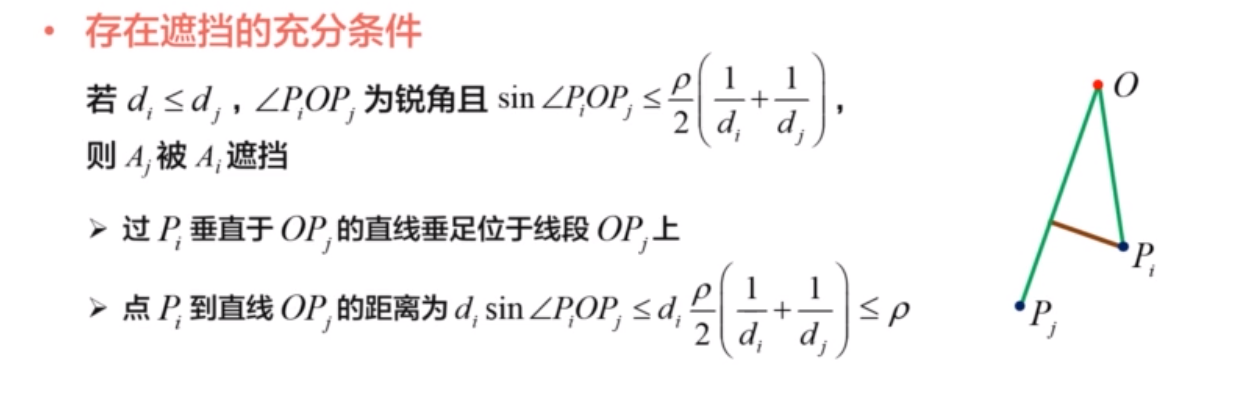 • 存在遮挡的充分条件
若 $d_i \leq d_j$ , $\angle P_iOP_j$ 为锐角且 $\sin \angle P_iOP_j \leq \frac{\rho}{2}\left(\frac{1}{d_i}+\frac{1}{d_j}\right)$ ,
则 $A_j$ 被 $A_i$ 遮挡
➢ 过 $P_i$ 垂直于 $OP_j$ 的直线垂足位于线段 $OP_j$ 上
➢ 点 $P_i$ 到直线 $OP_j$ 的距离为 $d_i \sin \angle P_iOP_j \leq d_i \frac{\rho}{2}\left(\frac{1}{d_i}+\frac{1}{d_j}\right) \leq \rho$
$O$
$P_i$
$P_j$